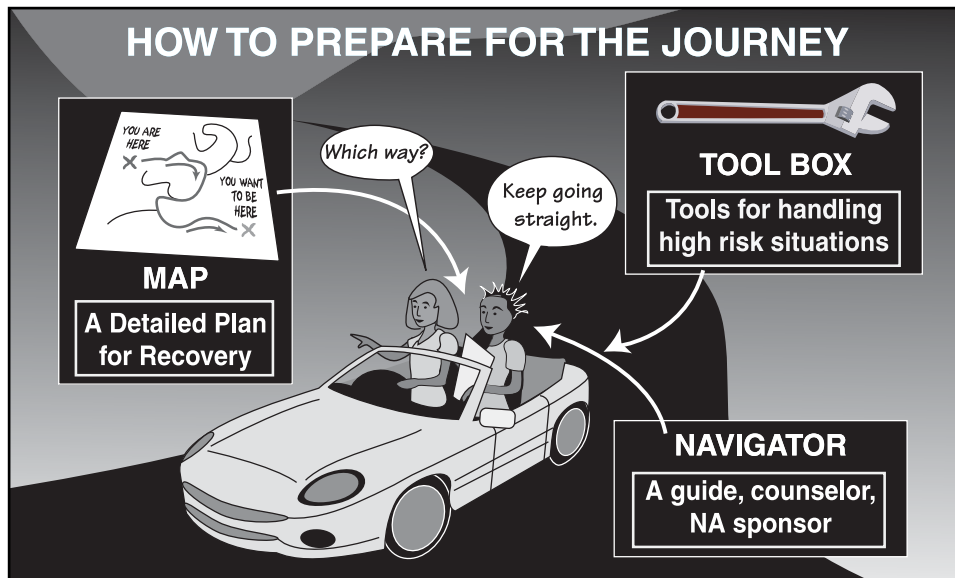 HOW TO PREPARE FOR THE JOURNEY
YOU ARE
HERE
YOU WANT
TO BE
HERE
MAP
A Detailed Plan
for Recovery
Which way?
Keep going
straight.
TOOL BOX
Tools for handling
high risk situations
NAVIGATOR
A guide, counselor,
NA sponsor